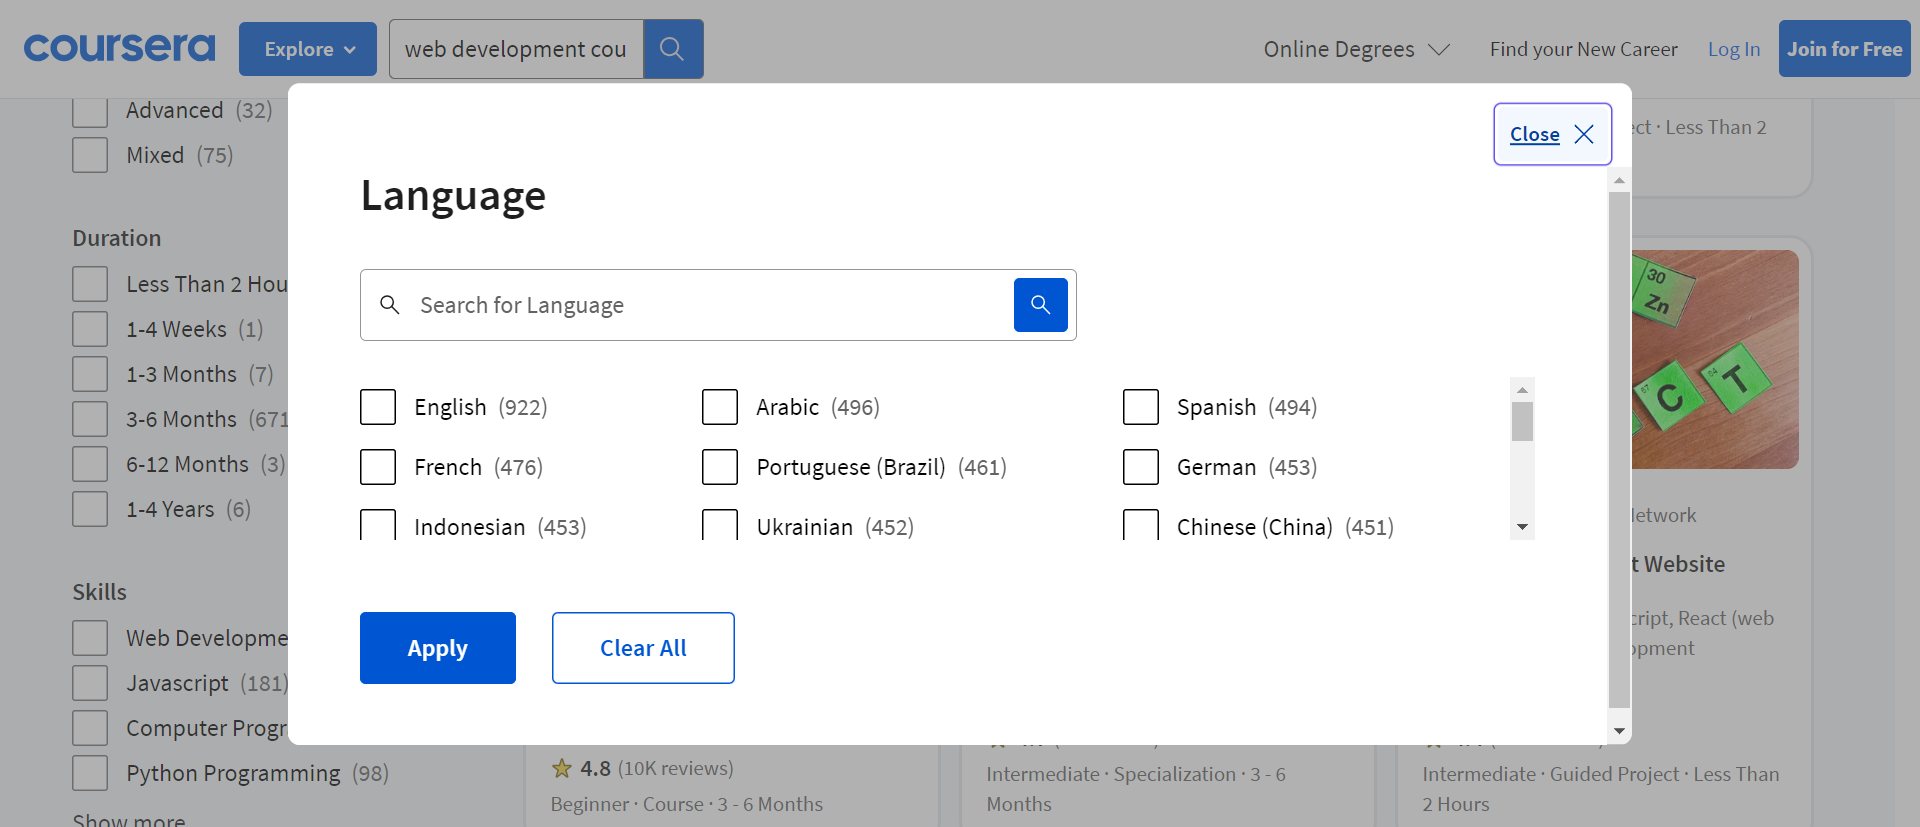 coursera
Explore
web development cou
Online Degrees
Find your New Career
Log In
Join for Free
Advanced (32)
Mixed (75)
Duration
Less Than 2 Hou
1-4 Weeks (1)
1-3 Months (7)
3-6 Months (671
6-12 Months (3)
1-4 Years (6)
Skills
Web Developme
Javascript (181)
Computer Progr
Python Programming (98)
Show more
Close
Language
Search for Language
English (922)
Arabic (496)
Spanish (494)
French (476)
Portuguese (Brazil) (461)
German (453)
Indonesian (453)
Ukrainian (452)
Chinese (China) (451)
Apply
Clear All
4.8 (10K reviews)
Beginner · Course · 3 - 6 Months
Intermediate · Specialization · 3 - 6
Months
ect · Less Than 2
30
Zn
C
T
Network
t Website
cript, React (web
opment
Intermediate · Guided Project · Less Than
2 Hours